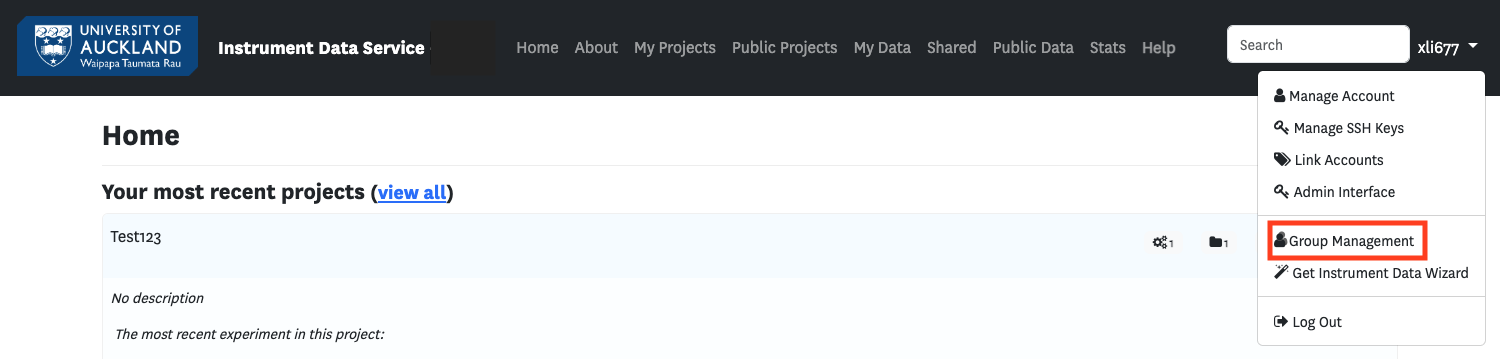 UNIVERSITY OF
AUCKLAND
Waipapa Taumata Rau
Instrument Data Service
Home About My Projects Public Projects My Data Shared Public Data Stats Help
Search
xli677
Manage Account
Manage SSH Keys
Link Accounts
Admin Interface
Group Management
Get Instrument Data Wizard
Log Out
Home
Your most recent projects (view all)
Test123
1 1
No description
The most recent experiment in this project: